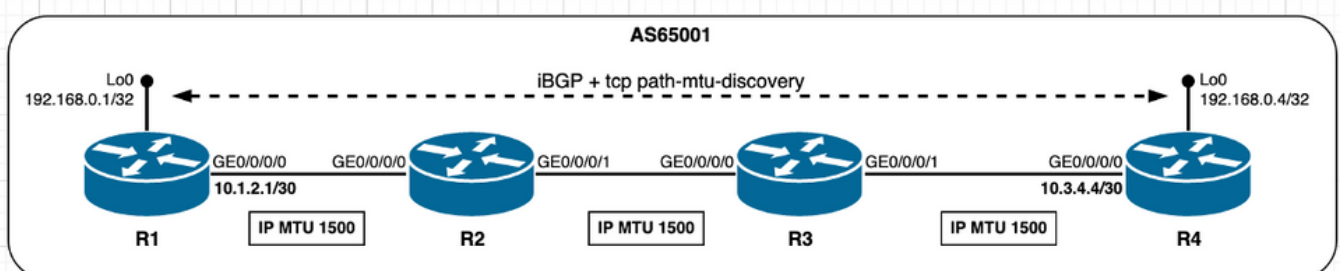 AS65001
iBGP + tcp path-mtu-discovery
Lo0
192.168.0.1/32
Lo0
192.168.0.4/32
GE0/0/0/0
GE0/0/0/0
GE0/0/0/1
GE0/0/0/0
GE0/0/0/1
GE0/0/0/0
10.1.2.1/30
10.3.4.4/30
IP MTU 1500
IP MTU 1500
IP MTU 1500
R1
R2
R3
R4